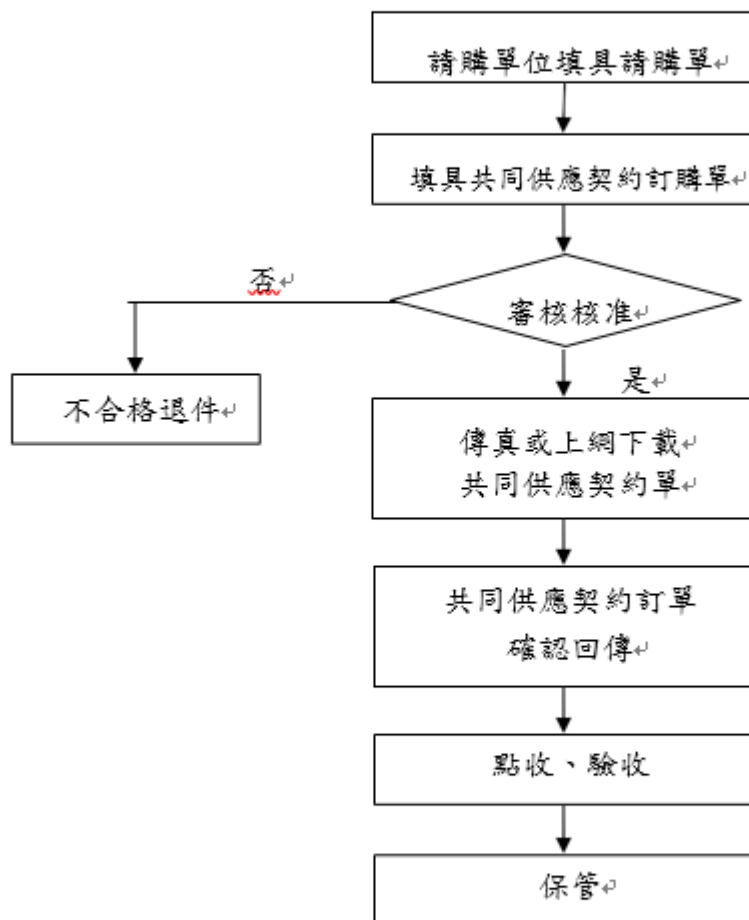 請購單位填具請購單
填具共同供應契約訂購單
審核核准
否
是
不合格退件
傳真或上網下載
共同供應契約單
共同供應契約訂單
確認回傳
點收、驗收
保管